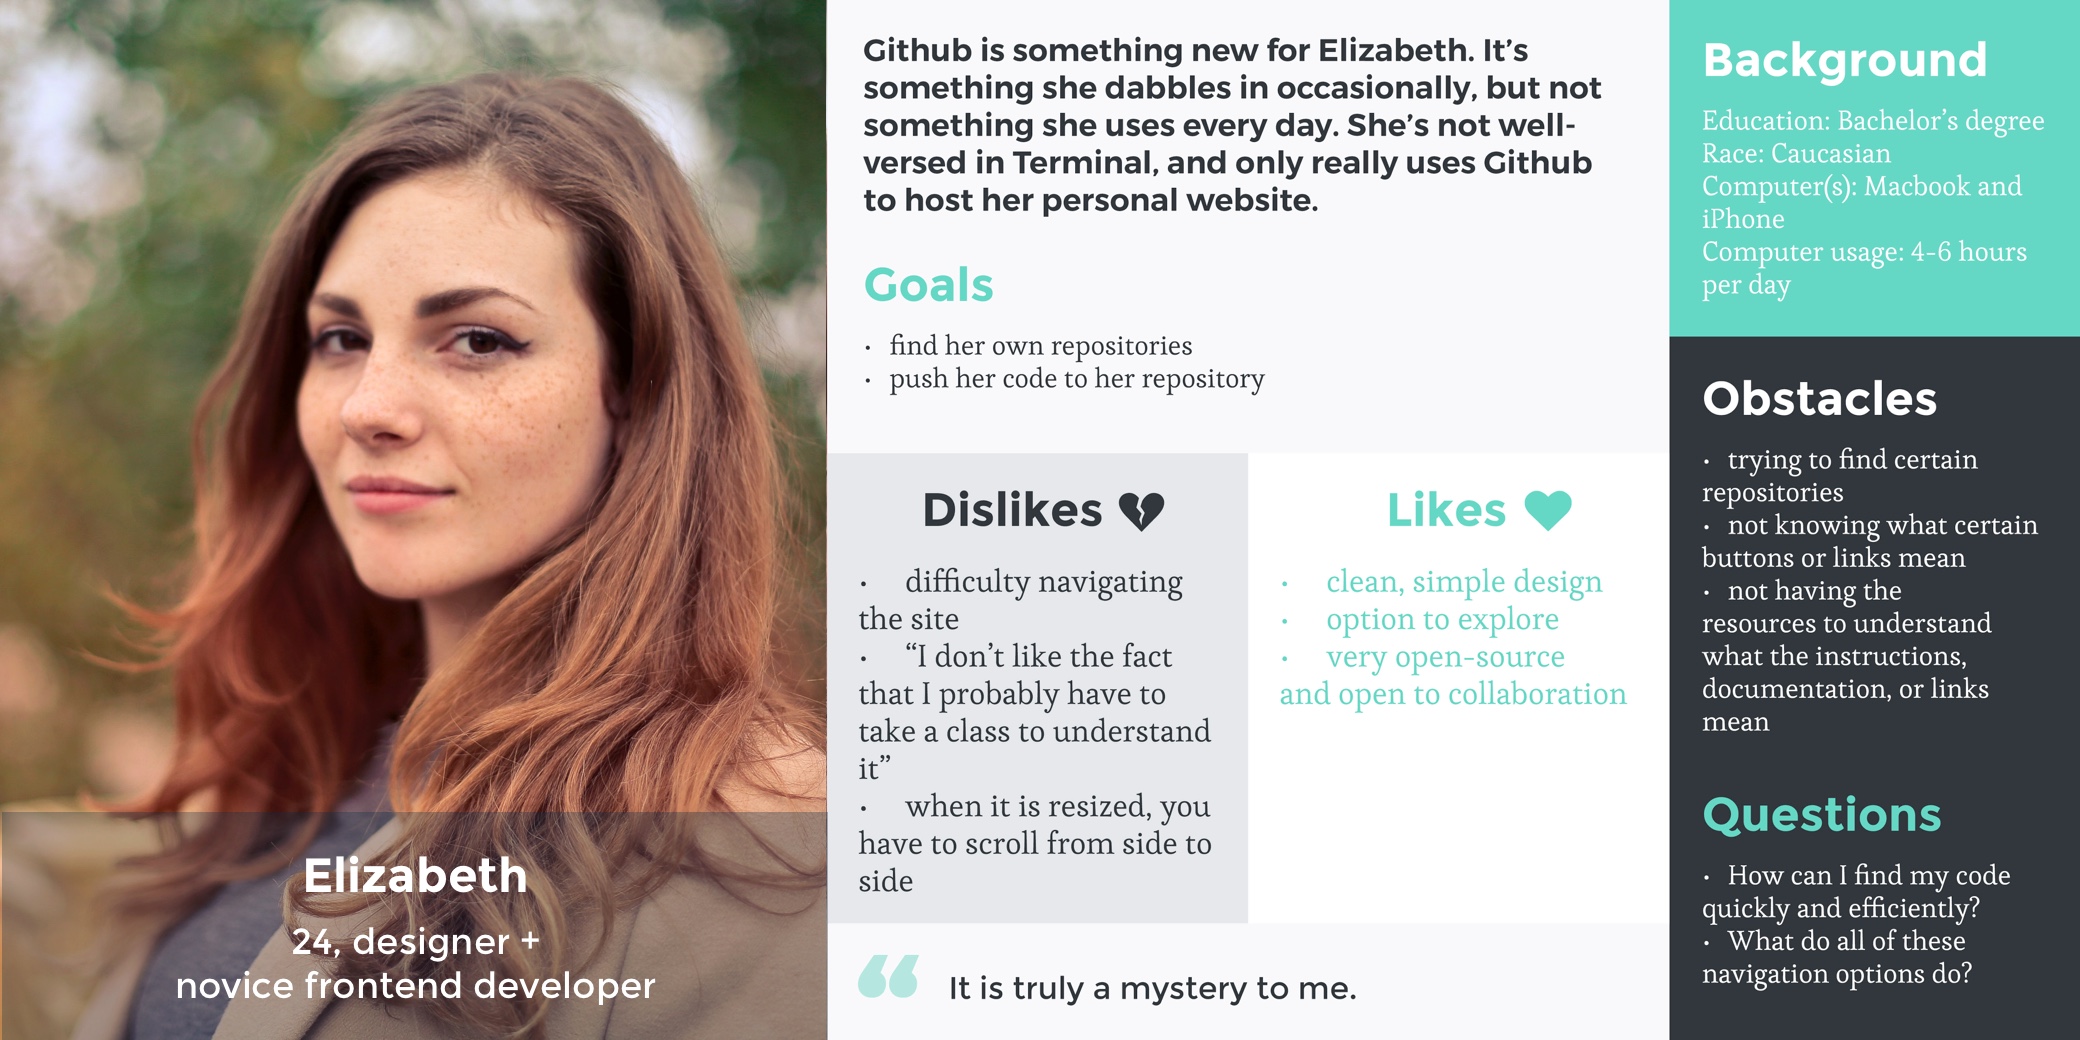 Elizabeth
24, designer +
novice frontend developer
Github is something new for Elizabeth. It’s
something she dabbles in occasionally, but not
something she uses every day. She’s not well-
versed in Terminal, and only really uses Github
to host her personal website.
Goals
• find her own repositories
• push her code to her repository
Dislikes
• difficulty navigating
the site
• “I don’t like the fact
that I probably have to
take a class to understand
it”
• when it is resized, you
have to scroll from side to
side
Likes
• clean, simple design
• option to explore
• very open-source
and open to collaboration
“ It is truly a mystery to me.
Background
Education: Bachelor’s degree
Race: Caucasian
Computer(s): Macbook and
iPhone
Computer usage: 4-6 hours
per day
Obstacles
• trying to find certain
repositories
• not knowing what certain
buttons or links mean
• not having the
resources to understand
what the instructions,
documentation, or links
mean
Questions
• How can I find my code
quickly and efficiently?
• What do all of these
navigation options do?